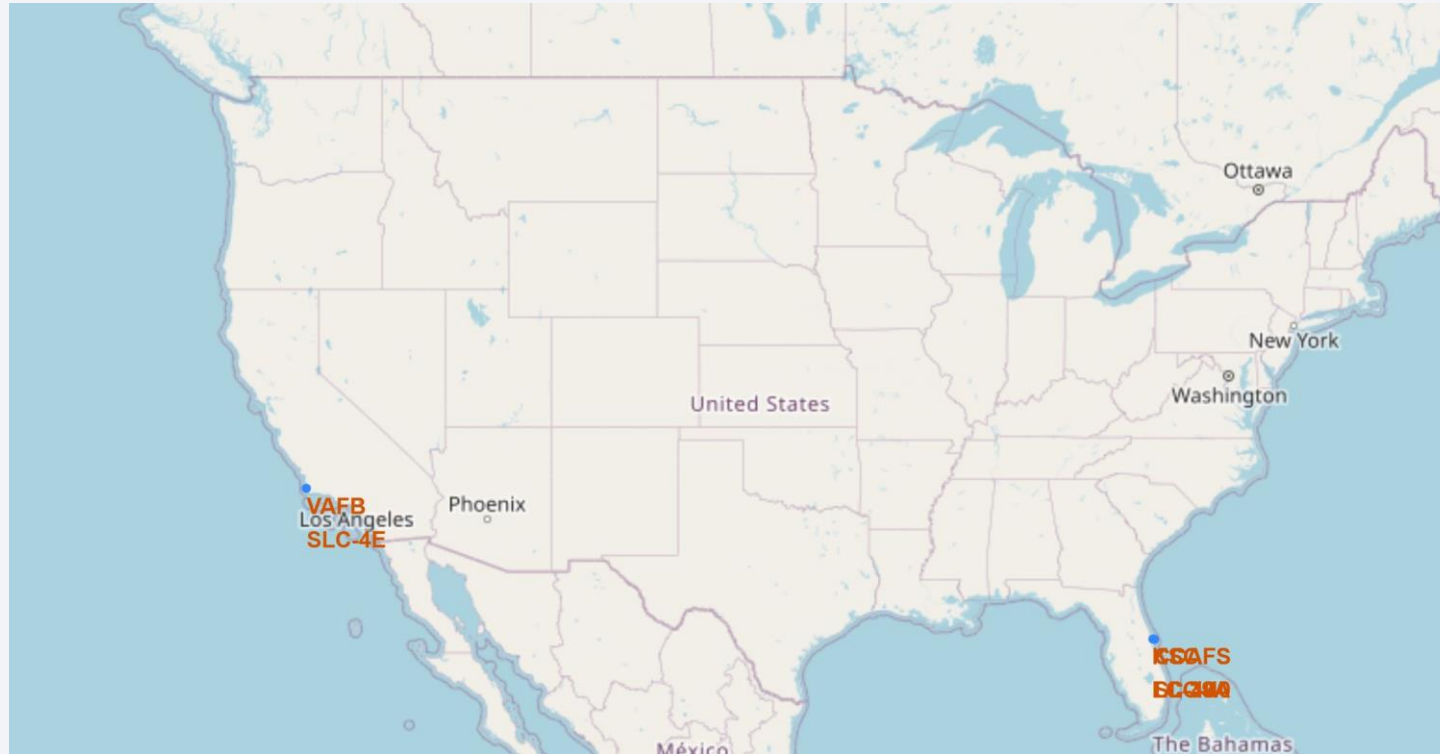 Ottawa
New York
Washington
United States
VAFB
Los Angeles
Phoenix
SLC-4E
The Bahamas
México